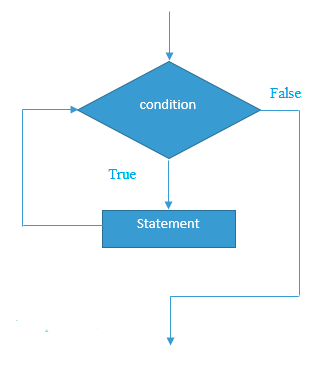 condition
False
True
Statement